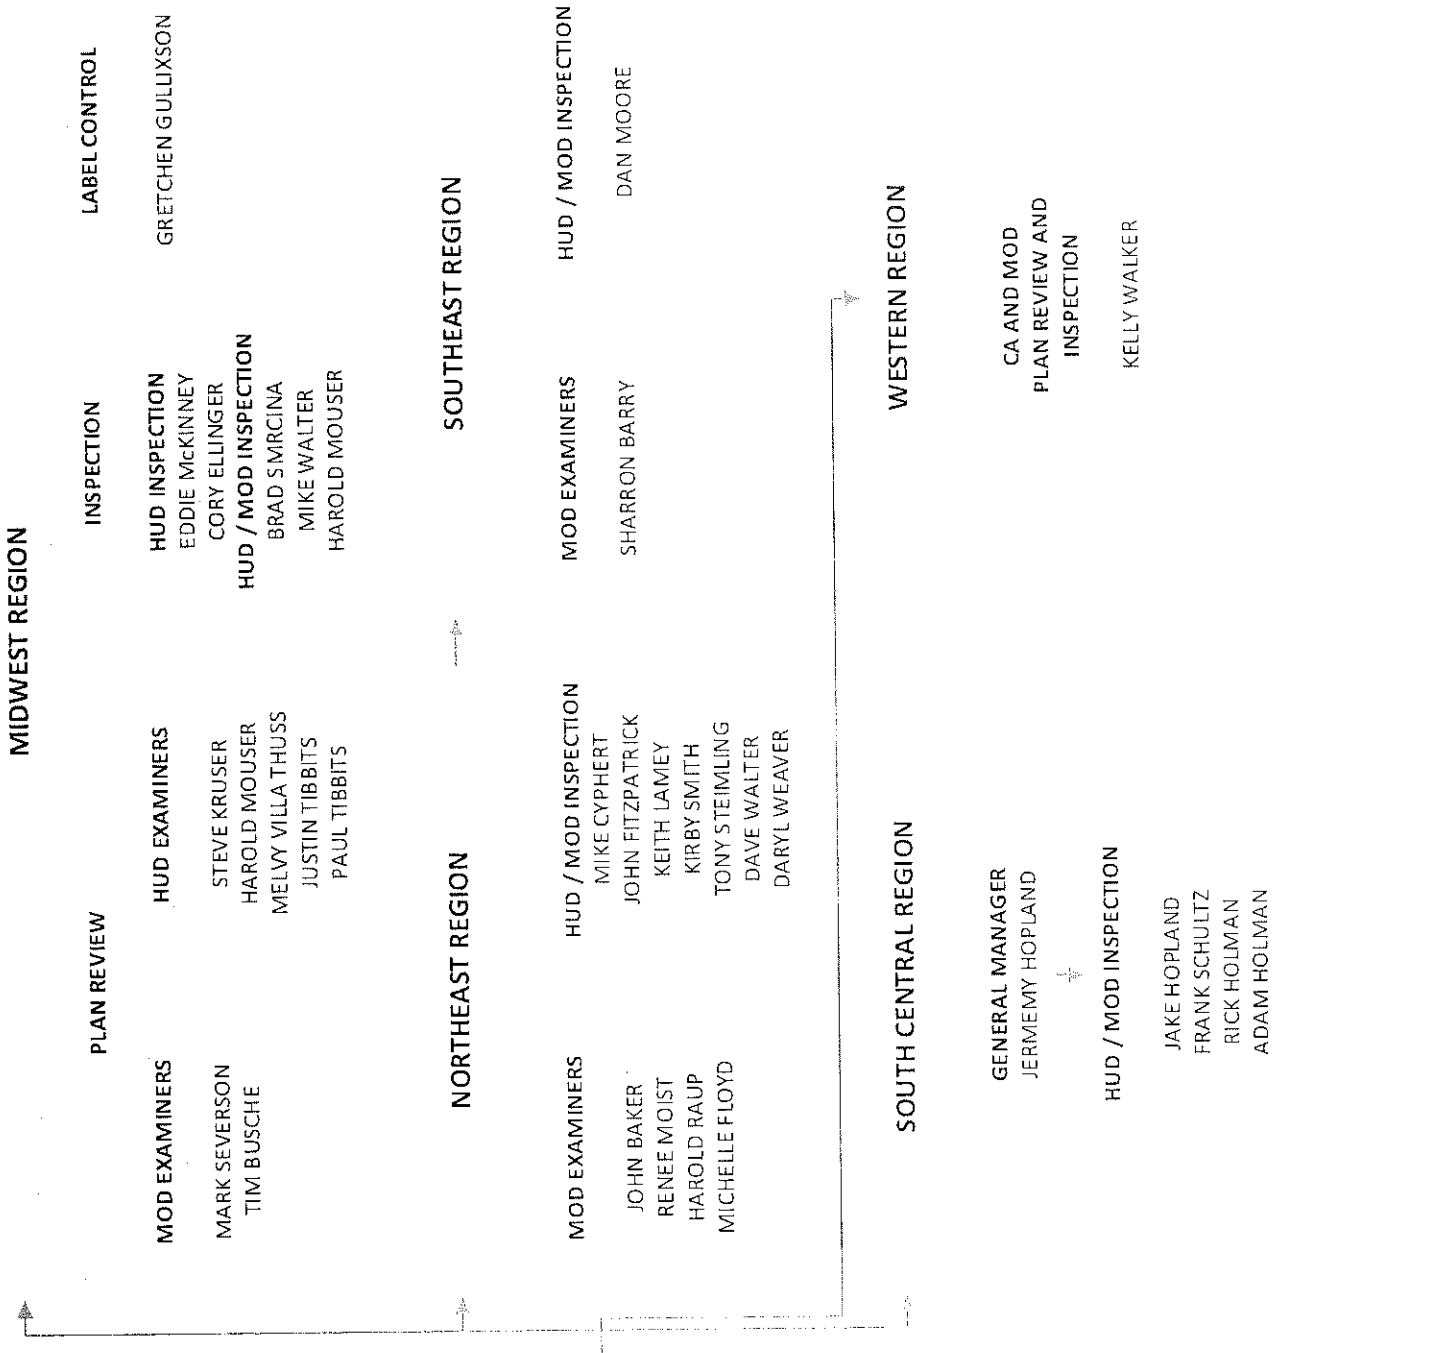 MIDWEST REGION
PLAN REVIEW
MOD EXAMINERS
MARK SEVERSON
TIM BUSCHE
HUD EXAMINERS
STEVE KRUSER
HAROLD MOUSER
MELVY VILLA THUSS
JUSTIN TIBBITS
PAUL TIBBITS
INSPECTION
HUD INSPECTION
EDDIE McKINNEY
CORY ELLINGER
HUD / MOD INSPECTION
BRAD SMRCINA
MIKE WALTER
HAROLD MOUSER
LABEL CONTROL
GRETCHEN GULLIXSON
NORTHEAST REGION
MOD EXAMINERS
JOHN BAKER
RENEE MOIST
HAROLD RAUP
MICHELLE FLOYD
HUD / MOD INSPECTION
MIKE CYPHERT
JOHN FITZPATRICK
KEITH LAMEY
KIRBY SMITH
TONY STEIMLING
DAVE WALTER
DARYL WEAVER
SOUTHEAST REGION
MOD EXAMINERS
SHARRON BARRY
HUD / MOD INSPECTION
DAN MOORE
SOUTH CENTRAL REGION
GENERAL MANAGER
JERMEMY HOPLAND
HUD / MOD INSPECTION
JAKE HOPLAND
FRANK SCHULTZ
RICK HOLMAN
ADAM HOLMAN
WESTERN REGION
CA AND MOD
PLAN REVIEW AND
INSPECTION
KELLY WALKER